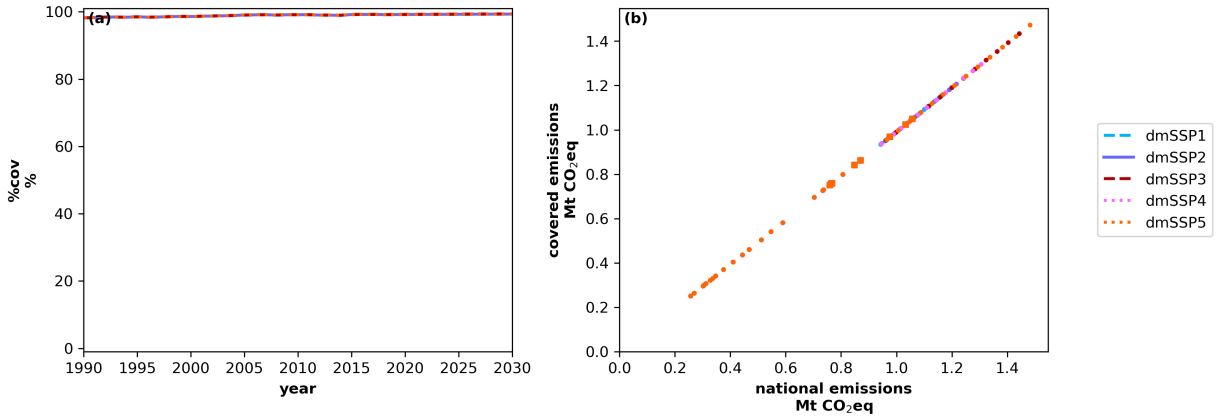 (a)
100
80
60
40
20
0
%cov
%
1990 1995 2000 2005 2010 2015 2020 2025 2030
year
(b)
1.4
1.2
1.0
0.8
0.6
0.4
0.2
0.0
covered emissions
Mt CO₂eq
0.0 0.2 0.4 0.6 0.8 1.0 1.2 1.4
national emissions
Mt CO₂eq
dmSSP1
dmSSP2
dmSSP3
dmSSP4
dmSSP5